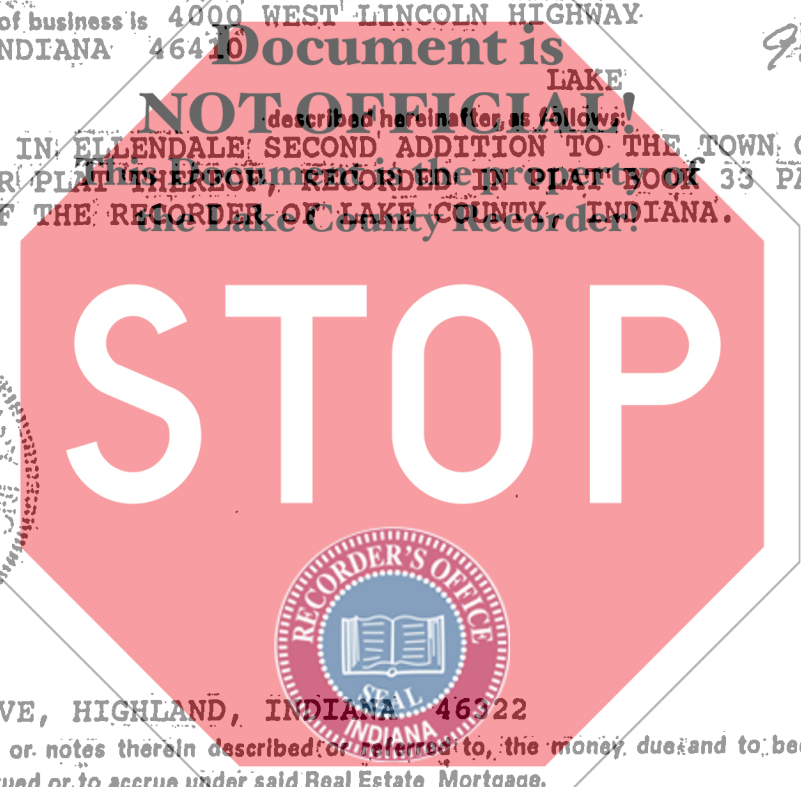 of business is 4000 WEST LINCOLN HIGHWAY
NDIANA 46410
Document is
LAKE
NOT OFFICIAL!
described hereinafter, as follows:
IN ELLENDALE SECOND ADDITION TO THE TOWN
This Document is the property of
R PLAT THEREOF, RECORDED IN PLAT BOOK 33 PA
F THE RECORDER OF LAKE COUNTY, INDIANA.
the Lake County Recorder!
STOP
RECORDER'S OFFICE
SEAL
INDIANA
VE, HIGHLAND, INDIANA 46322
or notes therein described or referred to, the money due and to be
ued or to accrue under said Real Estate Mortgage.